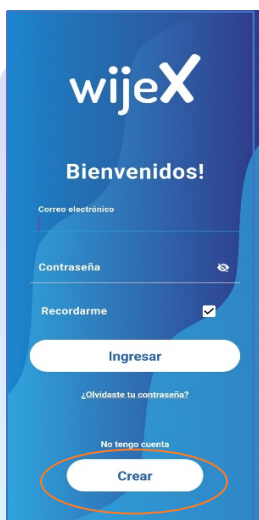 wijeX
Bienvenidos!
Correo electrónico
Contraseña
Recordarme
Ingresar
¿Olvidaste tu contraseña?
No tengo cuenta
Crear